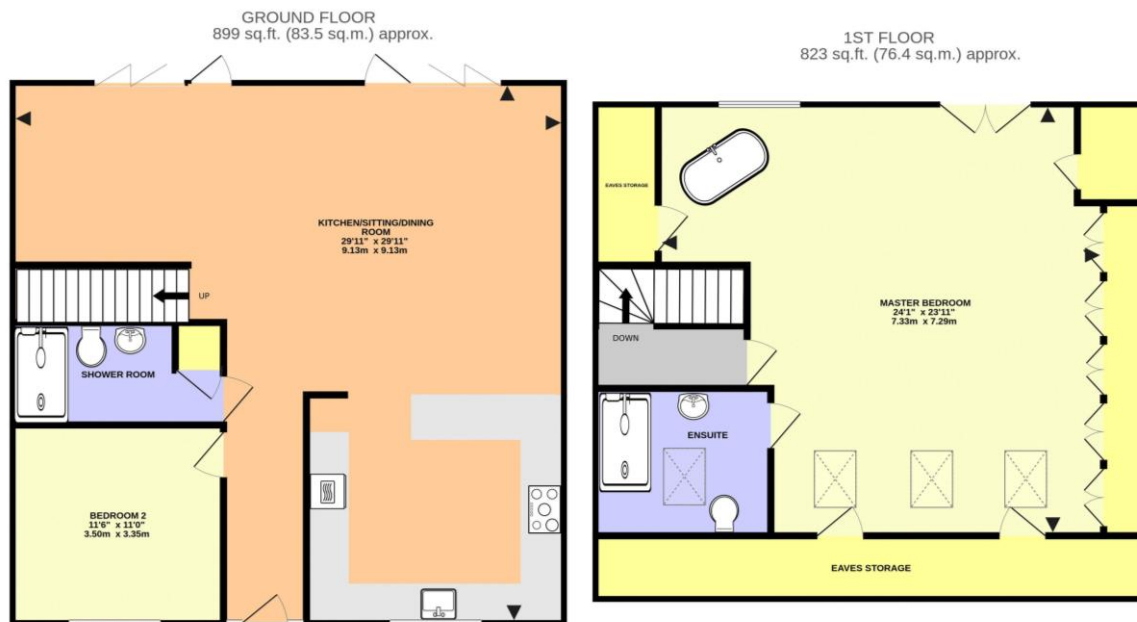 GROUND FLOOR
899 sq.ft. (83.5 sq.m.) approx.
KITCHEN/SITTING/DINING
ROOM
29'11" x 29'11"
9.13m x 9.13m
UP
SHOWER ROOM
BEDROOM 2
11'6" x 11'0"
3.50m x 3.35m
1ST FLOOR
823 sq.ft. (76.4 sq.m.) approx.
EAVES STORAGE
MASTER BEDROOM
24'1" x 23'11"
7.33m x 7.29m
DOWN
ENSUITE
EAVES STORAGE